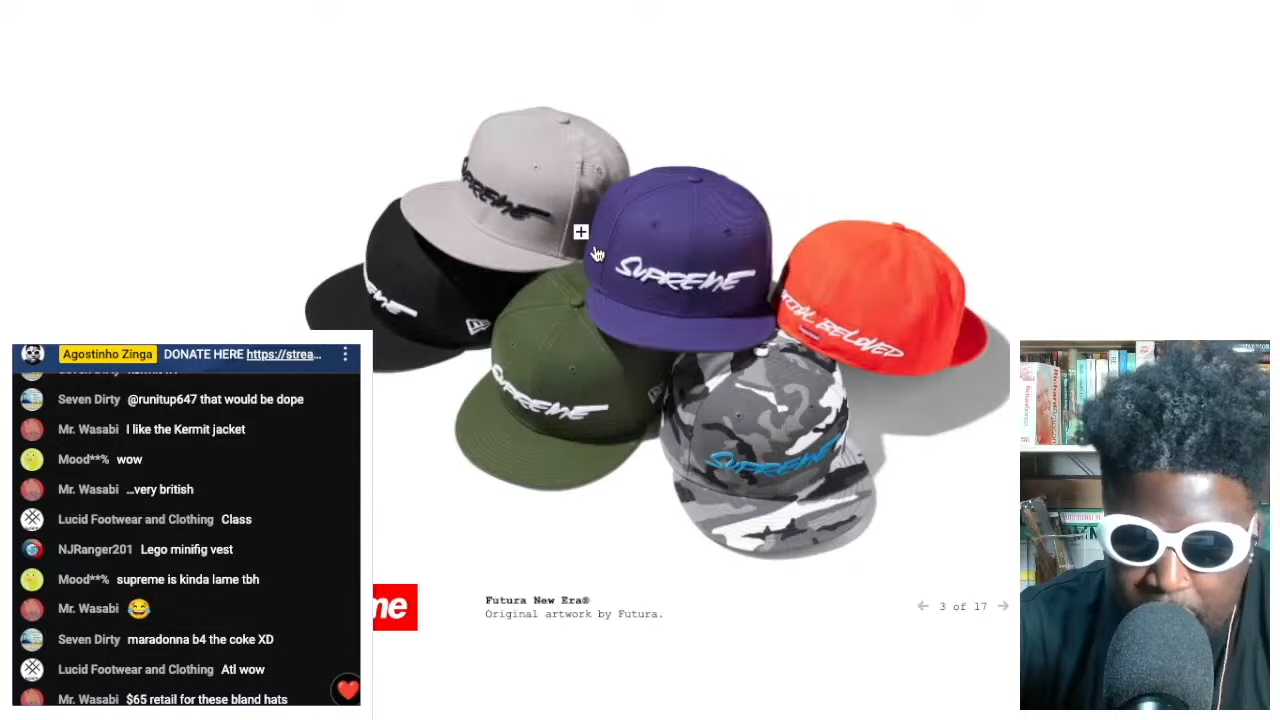 SUPREME
SUPREME
SUPREME
SUPREME
SUPREME
BELOVED
Agostinho Zinga DONATE HERE https://strea...
Seven Dirty @runitup647 that would be dope
Mr. Wasabi I like the Kermit jacket
Mood**% wow
Mr. Wasabi ...very british
Lucid Footwear and Clothing Class
NJRanger201 Lego minifig vest
Mood**% supreme is kinda lame tbh
Mr. Wasabi 😂
Seven Dirty maradonna b4 the coke XD
Lucid Footwear and Clothing Atl wow
Mr. Wasabi $65 retail for these bland hats
me
Futura New Era®
Original artwork by Futura.
3 of 17